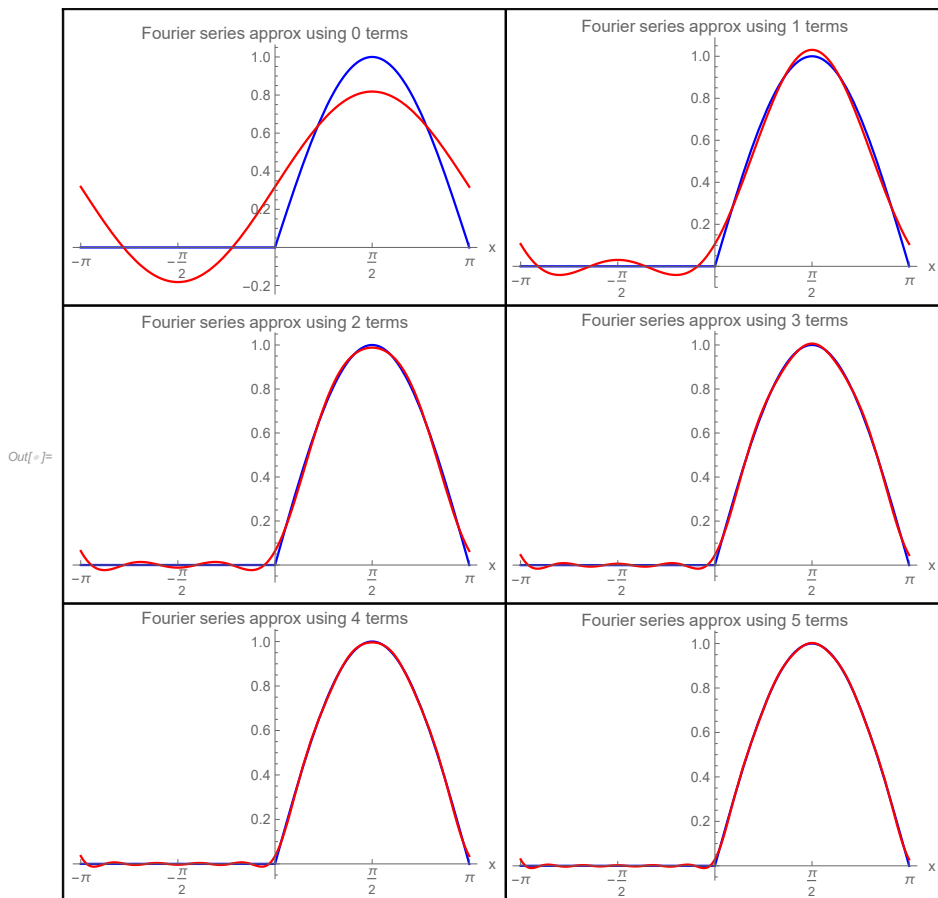 Fourier series approx using 0 terms
1.0
0.8
0.6
0.4
0.2
-0.2
-π
-π/2
π/2
π
x
Fourier series approx using 1 terms
1.0
0.8
0.6
0.4
0.2
-π
-π/2
π/2
π
x
Fourier series approx using 2 terms
1.0
0.8
0.6
0.4
0.2
-π
-π/2
π/2
π
x
Fourier series approx using 3 terms
1.0
0.8
0.6
0.4
0.2
-π
-π/2
π/2
π
x
Out[◦]=
Fourier series approx using 4 terms
1.0
0.8
0.6
0.4
0.2
-π
-π/2
π/2
π
x
Fourier series approx using 5 terms
1.0
0.8
0.6
0.4
0.2
-π
-π/2
π/2
π
x